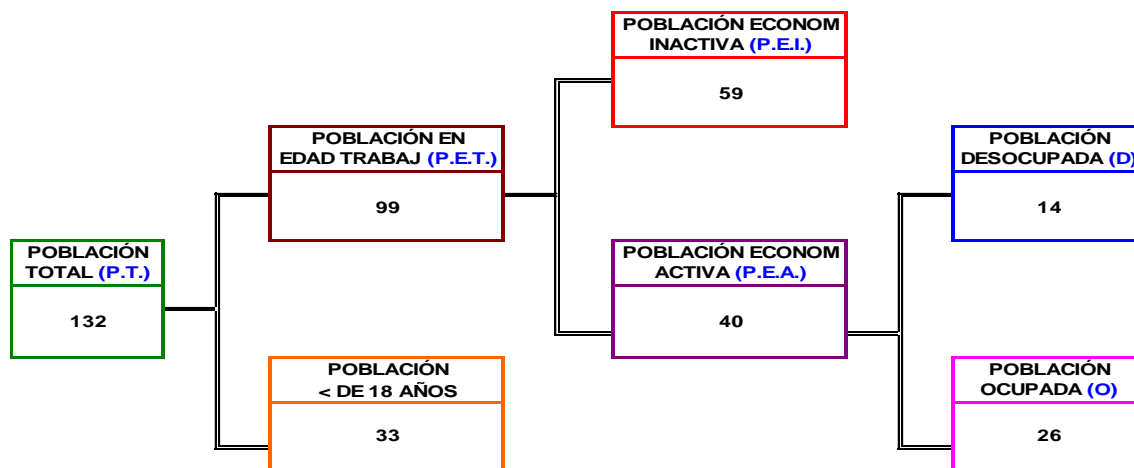 POBLACIÓN ECONOM
INACTIVA (P.E.I.)
59
POBLACIÓN EN
EDAD TRABAJ (P.E.T.)
99
POBLACIÓN
DESOCUPADA (D)
14
POBLACIÓN
TOTAL (P.T.)
132
POBLACIÓN ECONOM
ACTIVA (P.E.A.)
40
POBLACIÓN
< DE 18 AÑOS
33
POBLACIÓN
OCUPADA (O)
26